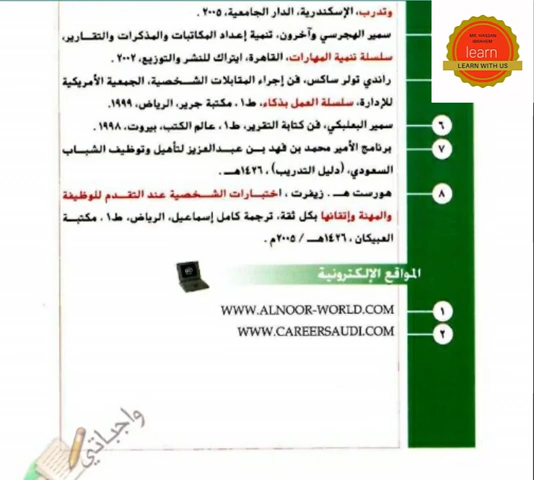 وتدرب، الإسكندرية، الدار الجامعية، ٢٠٠٥ .
سمير الهجرسي وآخرون، تنمية إعداد المكاتبات والمذكرات والتقارير،
سلسلة تنمية المهارات، القاهرة، ايتراك للنشر والتوزيع، ٢٠٠٢ .
راندي تولر ساكس، فن إجراء المقابلات الشخصية، الجمعية الأمريكية
للإدارة، سلسلة العمل بذكاء، ط١ ، مكتبة جرير، الرياض، ١٩٩٩.
٦ سمير البعلبكي، فن كتابة التقرير، ط١ ، عالم الكتب، بيروت، ١٩٩٨ .
٧ برنامج الأمير محمد بن فهد بن عبدالعزيز لتأهيل وتوظيف الشباب
السعودي، (دليل التدريب) ، ١٤٢٦هـ .
٨ هورست هـ . زيغرت ، اختبارات الشخصية عند التقدم للوظيفة
والمهنة وإتقانها بكل ثقة، ترجمة كامل إسماعيل، الرياض، ط١ ، مكتبة
العبيكان ، ١٤٢٦هـ / ٢٠٠٥م .
المواقع الإلكترونية
١ WWW.ALNOOR-WORLD.COM
٢ WWW.CAREERSAUDI.COM
واجباتي
MR. HASSAN IBRAHIM
learn
LEARN WITH US